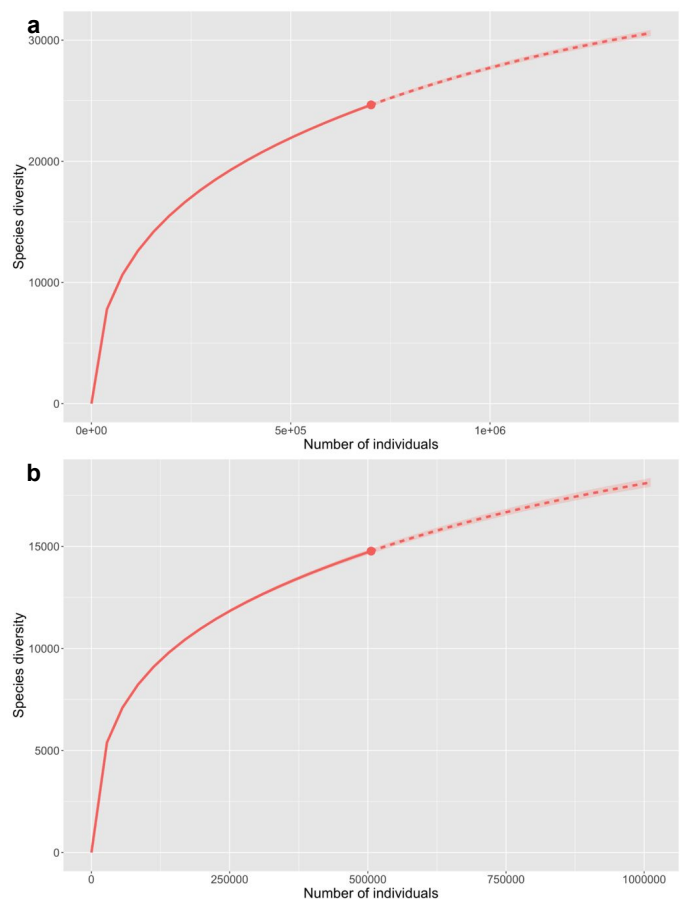 a
30000
20000
10000
0
Species diversity
0e+00
5e+05
1e+06
Number of individuals
b
15000
10000
5000
0
Species diversity
0
250000
500000
750000
1000000
Number of individuals